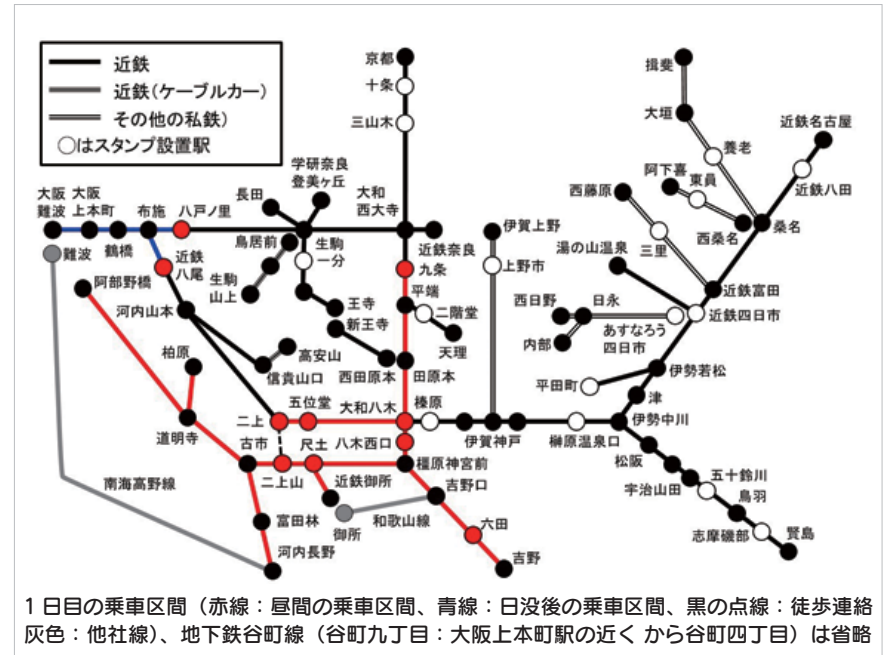 近鉄
近鉄(ケーブルカー)
その他の私鉄)
○はスタンプ設置駅
京都
十条
三山木
学研奈良
登美ヶ丘
大和
西大寺
長田
大阪
難波
大阪
上本町
鶴橋
布施
八戸ノ里
鳥居前
生駒
一分
生駒
山上
近鉄奈良
九条
平端
二階堂
天理
難波
近鉄
八尾
阿部野橋
河内山本
王寺
新王寺
高安山
信貴山口
西田原本
田原本
柏原
道明寺
二上
五位堂
大和八木
榛原
八木西口
古市
尺土
二上山
近鉄御所
橿原神宮前
吉野口
御所
和歌山線
六田
吉野
富田林
河内長野
南海高野線
伊賀上野
上野市
伊賀神戸
榊原温泉口
伊勢中川
揖斐
大垣
養老
近鉄名古屋
近鉄八田
阿下喜
東員
西桑名
桑名
西藤原
三里
湯の山温泉
近鉄富田
近鉄四日市
西日野
日永
内部
あすなろう
四日市
平田町
伊勢若松
津
松阪
宇治山田
五十鈴川
鳥羽
志摩磯部
賢島
1日目の乗車区間(赤線:昼間の乗車区間、青線:日没後の乗車区間、黒の点線:徒歩連絡
灰色:他社線)、地下鉄谷町線(谷町九丁目:大阪上本町駅の近く から谷町四丁目)は省略